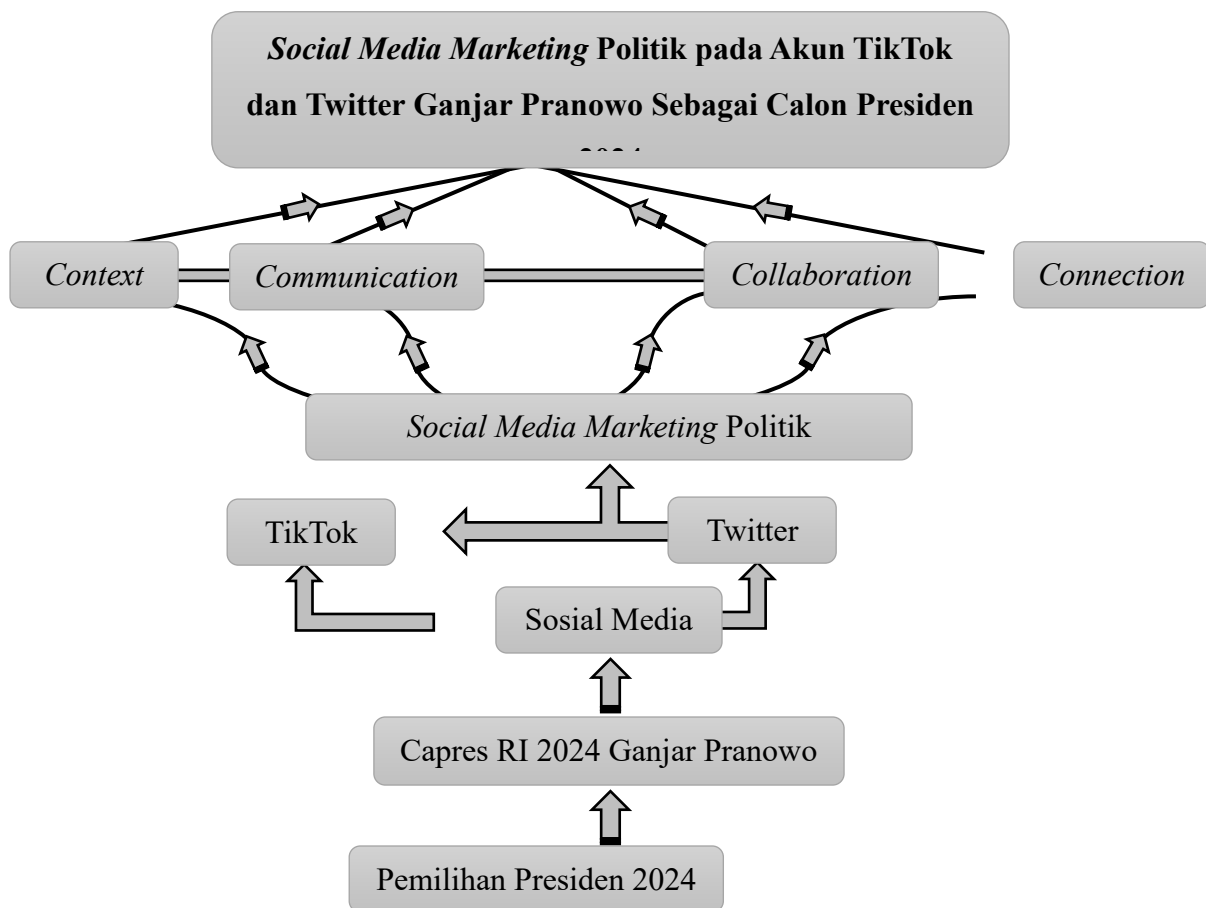 Social Media Marketing Politik pada Akun TikTok
dan Twitter Ganjar Pranowo Sebagai Calon Presiden
Context
Communication
Collaboration
Connection
Social Media Marketing Politik
TikTok
Twitter
Sosial Media
Capres RI 2024 Ganjar Pranowo
Pemilihan Presiden 2024